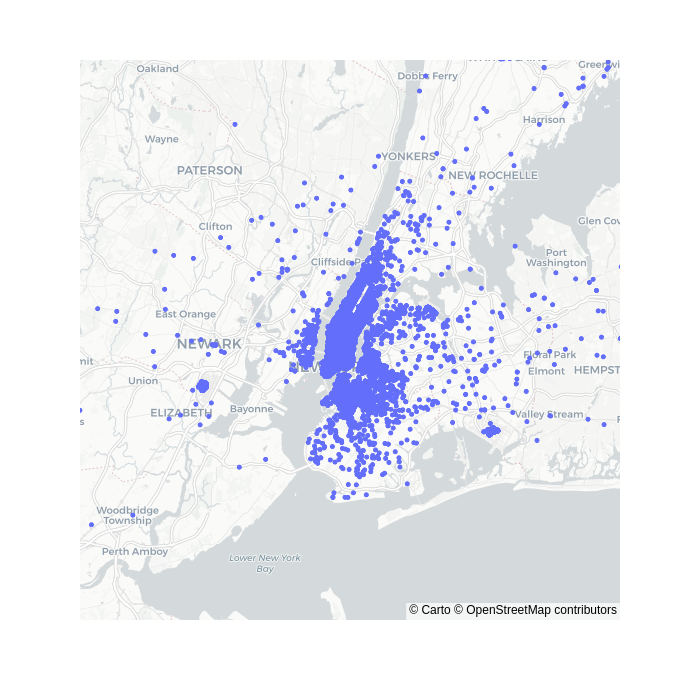 Oakland
Dobbs Ferry
Wayne
Harrison
YONKERS
PATERSON
NEW ROCHELLE
Glen Cov
Clifton
Port
Washington
Cliffside Pa
East Orange
NEWARK
Floral Park
Elmont
HEMPST
Union
Bayonne
ELIZABETH
Valley Stream
Woodbridge
Township
Perth Amboy
Lower New York
Bay
© Carto © OpenStreetMap contributors